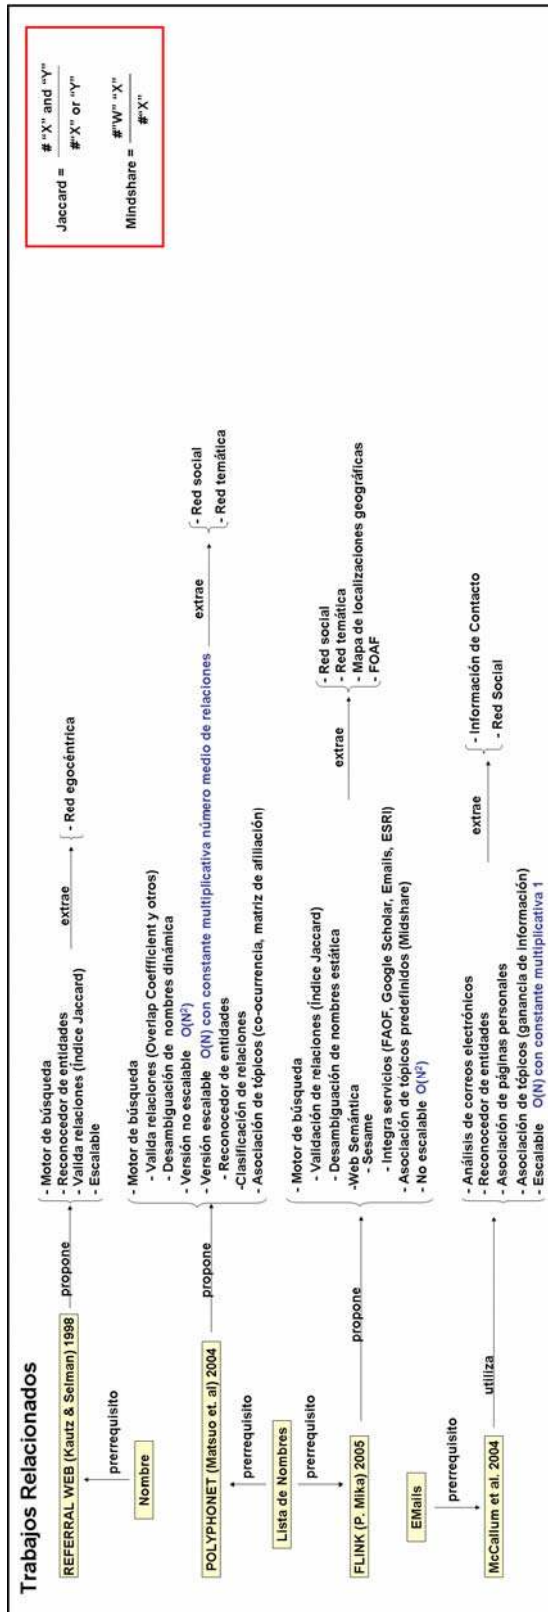 Trabajos Relacionados
REFERRAL WEB (Kautz & Selman) 1998
prerrequisito
Nombre
propone
- Motor de búsqueda
- Reconocedor de entidades
- Valida relaciones (Índice Jaccard)
- Escalable
extrae
- Red egocéntrica
POLYPHONET (Matsuo et. al) 2004
prerrequisito
Lista de Nombres
propone
- Motor de búsqueda
- Valida relaciones (Overlap Coeffficient y otros)
- Desambiguación de nombres dinámica
- Versión no escalable O(N²)
- Versión escalable O(N) con constante multiplicativa número medio de relaciones
- Reconocedor de entidades
-Clasificación de relaciones
- Asociación de tópicos (co-ocurrencia, matriz de afiliación)
extrae
- Red social
- Red temática
prerrequisito
FLINK (P. Mika) 2005
propone
- Motor de búsqueda
- Validación de relaciones (Índice Jaccard)
- Desambiguación de nombres estática
-Web Semántica
- Sesame
- Integra servicios (FAOF, Google Scholar, Emails, ESRI)
- Asociación de tópicos predefinidos (Midshare)
- No escalable O(N²)
extrae
- Red social
- Red temática
- Mapa de localizaciones geográficas
- FOAF
EMails
prerrequisito
McCallum et al. 2004
utiliza
- Análisis de correos electrónicos
- Reconocedor de entidades
- Asociación de páginas personales
- Asociación de tópicos (ganancia de información)
- Escalable O(N) con constante multiplicativa 1
extrae
- Información de Contacto
- Red Social
Jaccard = # “X” and “Y”
#“X” or “Y”
Mindshare = #“W” “X”
#“X”